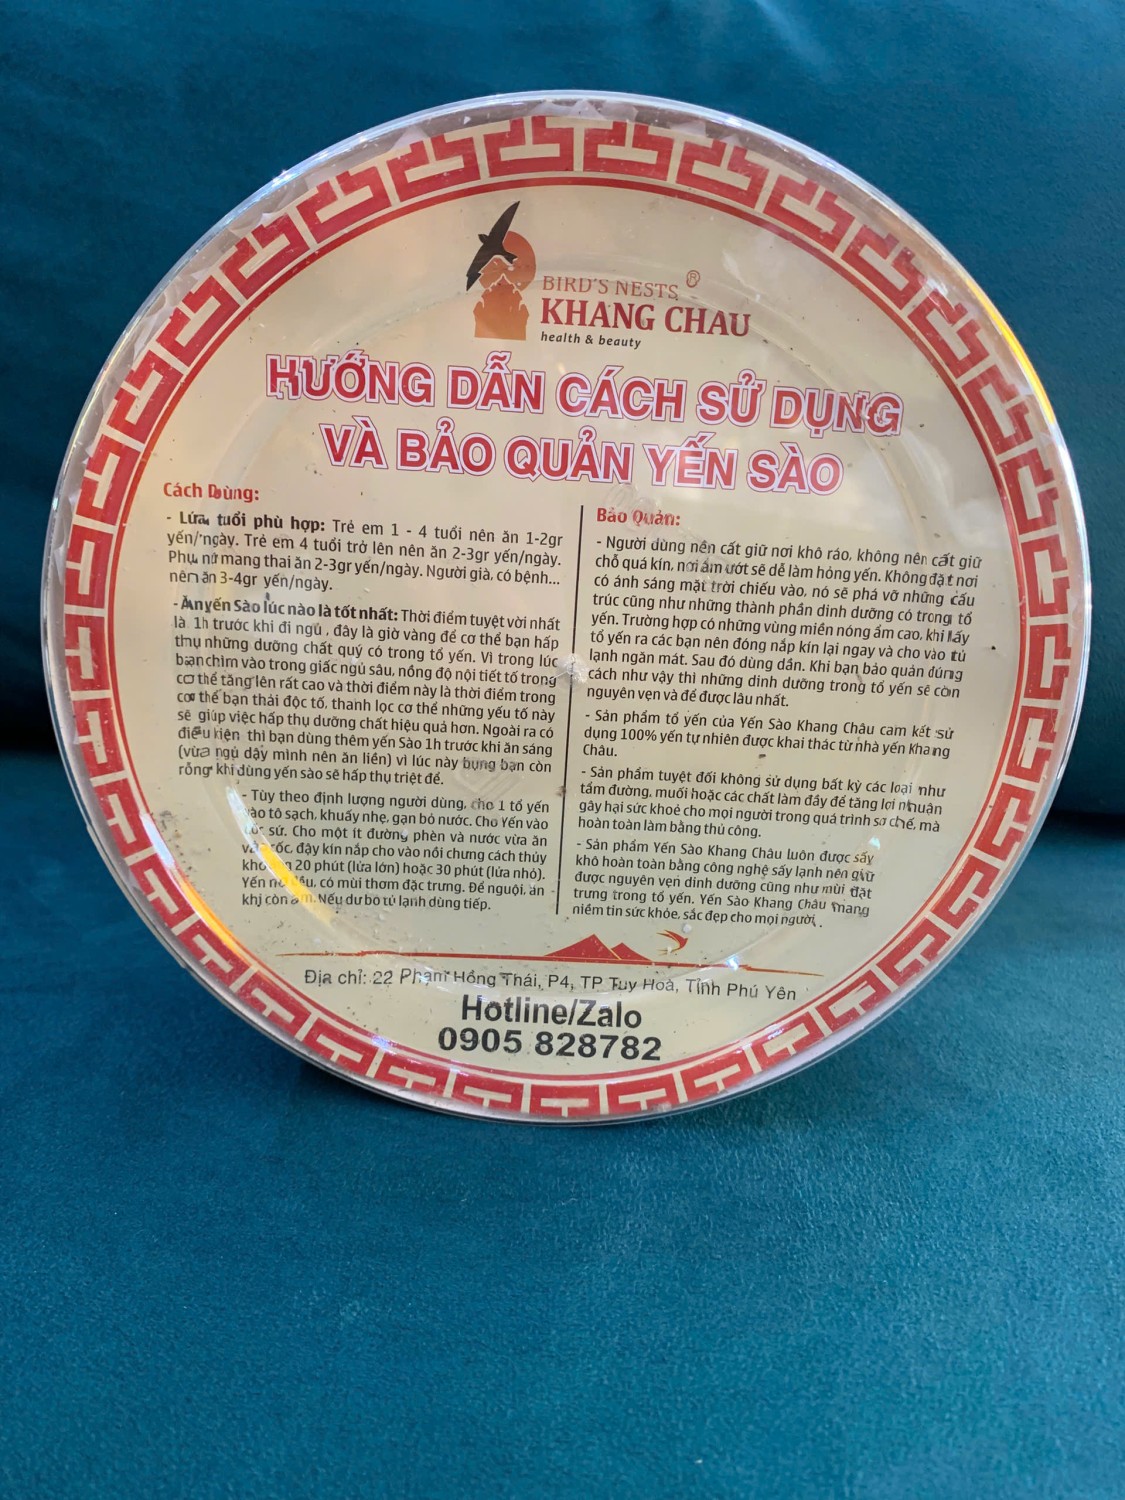 BIRD'S NESTS ®
KHANG CHAU
health & beauty
HƯỚNG DẪN CÁCH SỬ DỤNG
VÀ BẢO QUẢN YẾN SÀO
Cách Dùng:
- Lứa tuổi phù hợp: Trẻ em 1 - 4 tuổi nên ăn 1-2gr
yến/ngày. Trẻ em 4 tuổi trở lên nên ăn 2-3gr yến/ngày.
Phụ nữ mang thai ăn 2-3gr yến/ngày. Người già, có bệnh...
nên ăn 3-4gr yến/ngày.
- Ăn yến Sào lúc nào là tốt nhất: Thời điểm tuyệt vời nhất
là 1h trước khi đi ngủ, đây là giờ vàng để cơ thể bạn hấp
thụ những dưỡng chất quý có trong tổ yến. Vì trong lúc
bạn chìm vào trong giấc ngủ sâu, nồng độ nội tiết tố trong
cơ thể tăng lên rất cao và thời điểm này là thời điểm trong
cơ thể bạn thải độc tố, thanh lọc cơ thể những yếu tố này
sẽ giúp việc hấp thụ dưỡng chất hiệu quả hơn. Ngoài ra có
điều kiện thì bạn dùng thêm yến Sào 1h trước khi ăn sáng
(vừa ngủ dậy mình nên ăn liền) vì lúc này bụng bạn còn
rỗng khi dùng yến sào sẽ hấp thụ triệt để.
- Tùy theo định lượng người dùng, cho 1 tổ yến
vào tô sạch, khuấy nhẹ, gạn bỏ nước. Cho Yến vào
sứ. Cho một ít đường phèn và nước vừa ăn
cốc, đậy kín nắp cho vào nồi chưng cách thủy
20 phút (lửa lớn) hoặc 30 phút (lửa nhỏ).
Yến có mùi thơm đặc trưng. Để nguội, ăn
khi còn ấm. Nếu dư bỏ tủ lạnh dùng tiếp.
Bảo Quản:
- Người dùng nên cất giữ nơi khô ráo, không nên cất giữ
chỗ quá kín, nơi ẩm ướt sẽ dễ làm hỏng yến. Không đặt nơi
có ánh sáng mặt trời chiếu vào, nó sẽ phá vỡ những cấu
trúc cũng như những thành phần dinh dưỡng có trong tổ
yến. Trường hợp có những vùng miền nóng ẩm cao, khi lấy
tổ yến ra các bạn nên đóng nắp kín lại ngay và cho vào tủ
lạnh ngăn mát. Sau đó dùng dần. Khi bạn bảo quản đúng
cách như vậy thì những dinh dưỡng trong tổ yến sẽ còn
nguyên vẹn và để được lâu nhất.
- Sản phẩm tổ yến của Yến Sào Khang Châu cam kết sử
dụng 100% yến tự nhiên được khai thác từ nhà yến Khang
Châu.
- Sản phẩm tuyệt đối không sử dụng bất kỳ các loại như
tẩm đường, muối hoặc các chất làm đầy để tăng lợi nhuận
gây hại sức khoẻ cho mọi người trong quá trình sơ chế, mà
hoàn toàn làm bằng thủ công.
- Sản phẩm Yến Sào Khang Châu luôn được sấy
khô hoàn toàn bằng công nghệ sấy lạnh nên giữ
được nguyên vẹn dinh dưỡng cũng như mùi đặt
trưng trong tổ yến. Yến Sào Khang Châu mang
niềm tin sức khỏe, sắc đẹp cho mọi người.
Địa chỉ: 22 Phạm Hồng Thái, P4, TP Tuy Hoà, Tỉnh Phú Yên
Hotline/Zalo
0905 828782